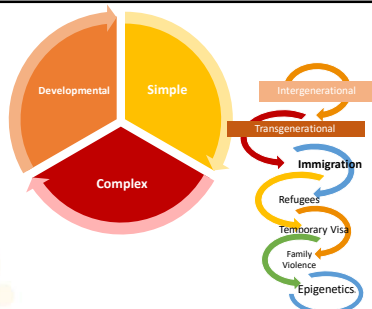 Developmental
Simple
Complex
Intergenerational
Transgenerational
Immigration
Refugees
Temporary Visa
Family
Violence
Epigenetics